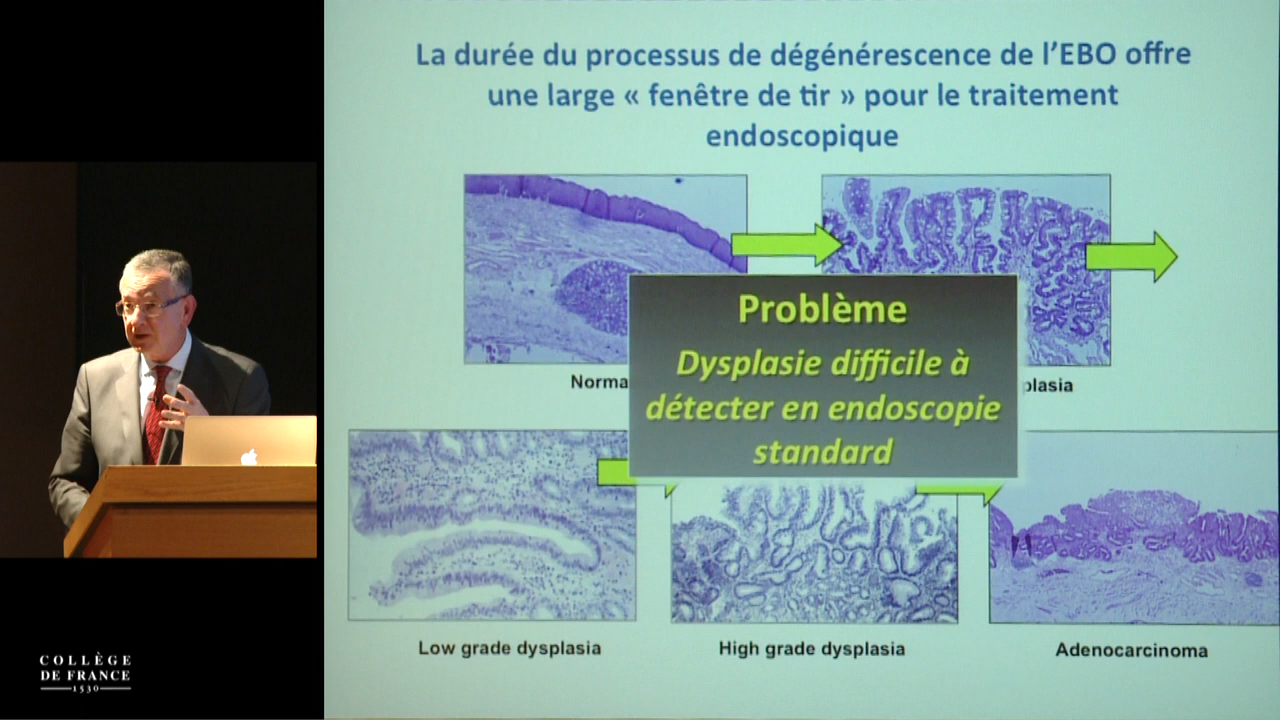 La durée du processus de dégénérescence de l'EBO offre
une large « fenêtre de tir » pour le traitement
endoscopique
Problème
Dysplasie difficile à
détecter en endoscopie
standard
Norma
plasia
Low grade dysplasia
High grade dysplasia
Adenocarcinoma
COLLÈGE
DE FRANCE
1530